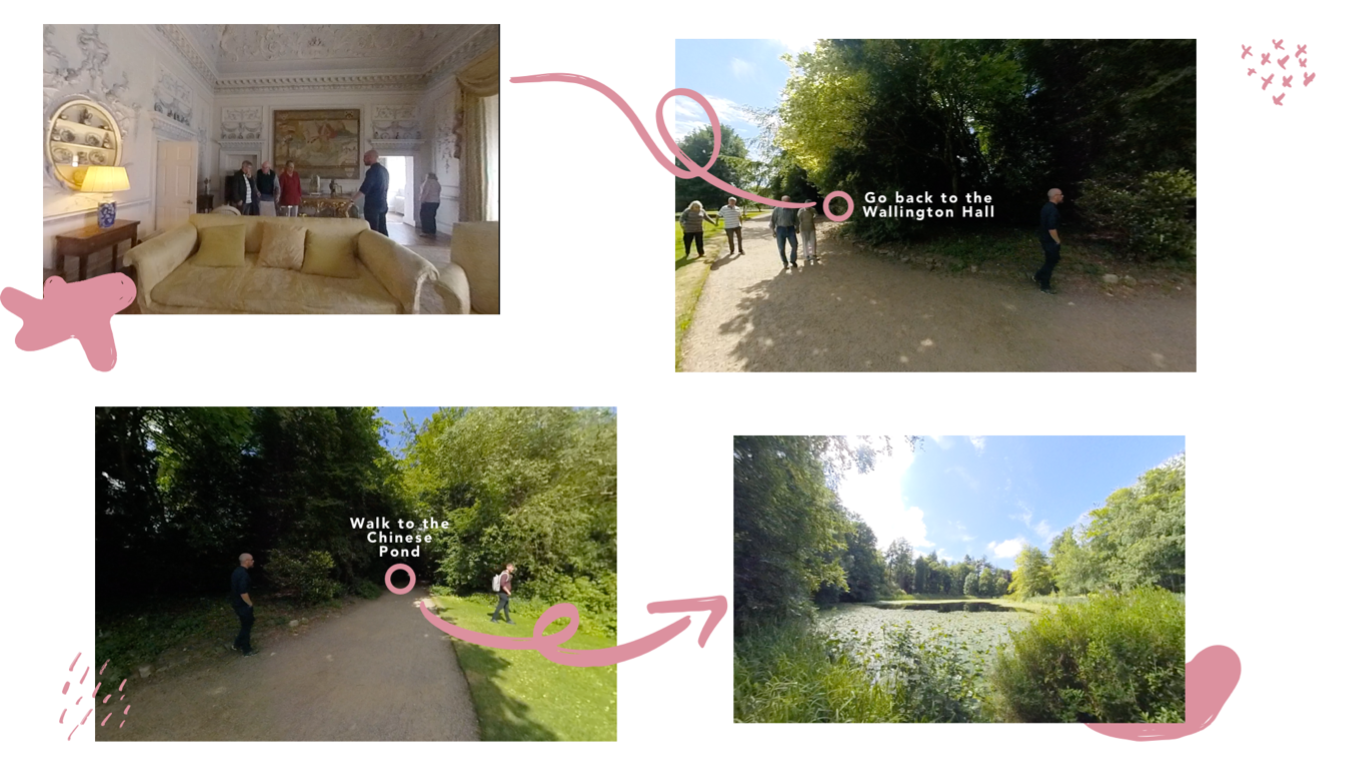 Go back to the
Wallington Hall
Walk to the
Chinese
Pond